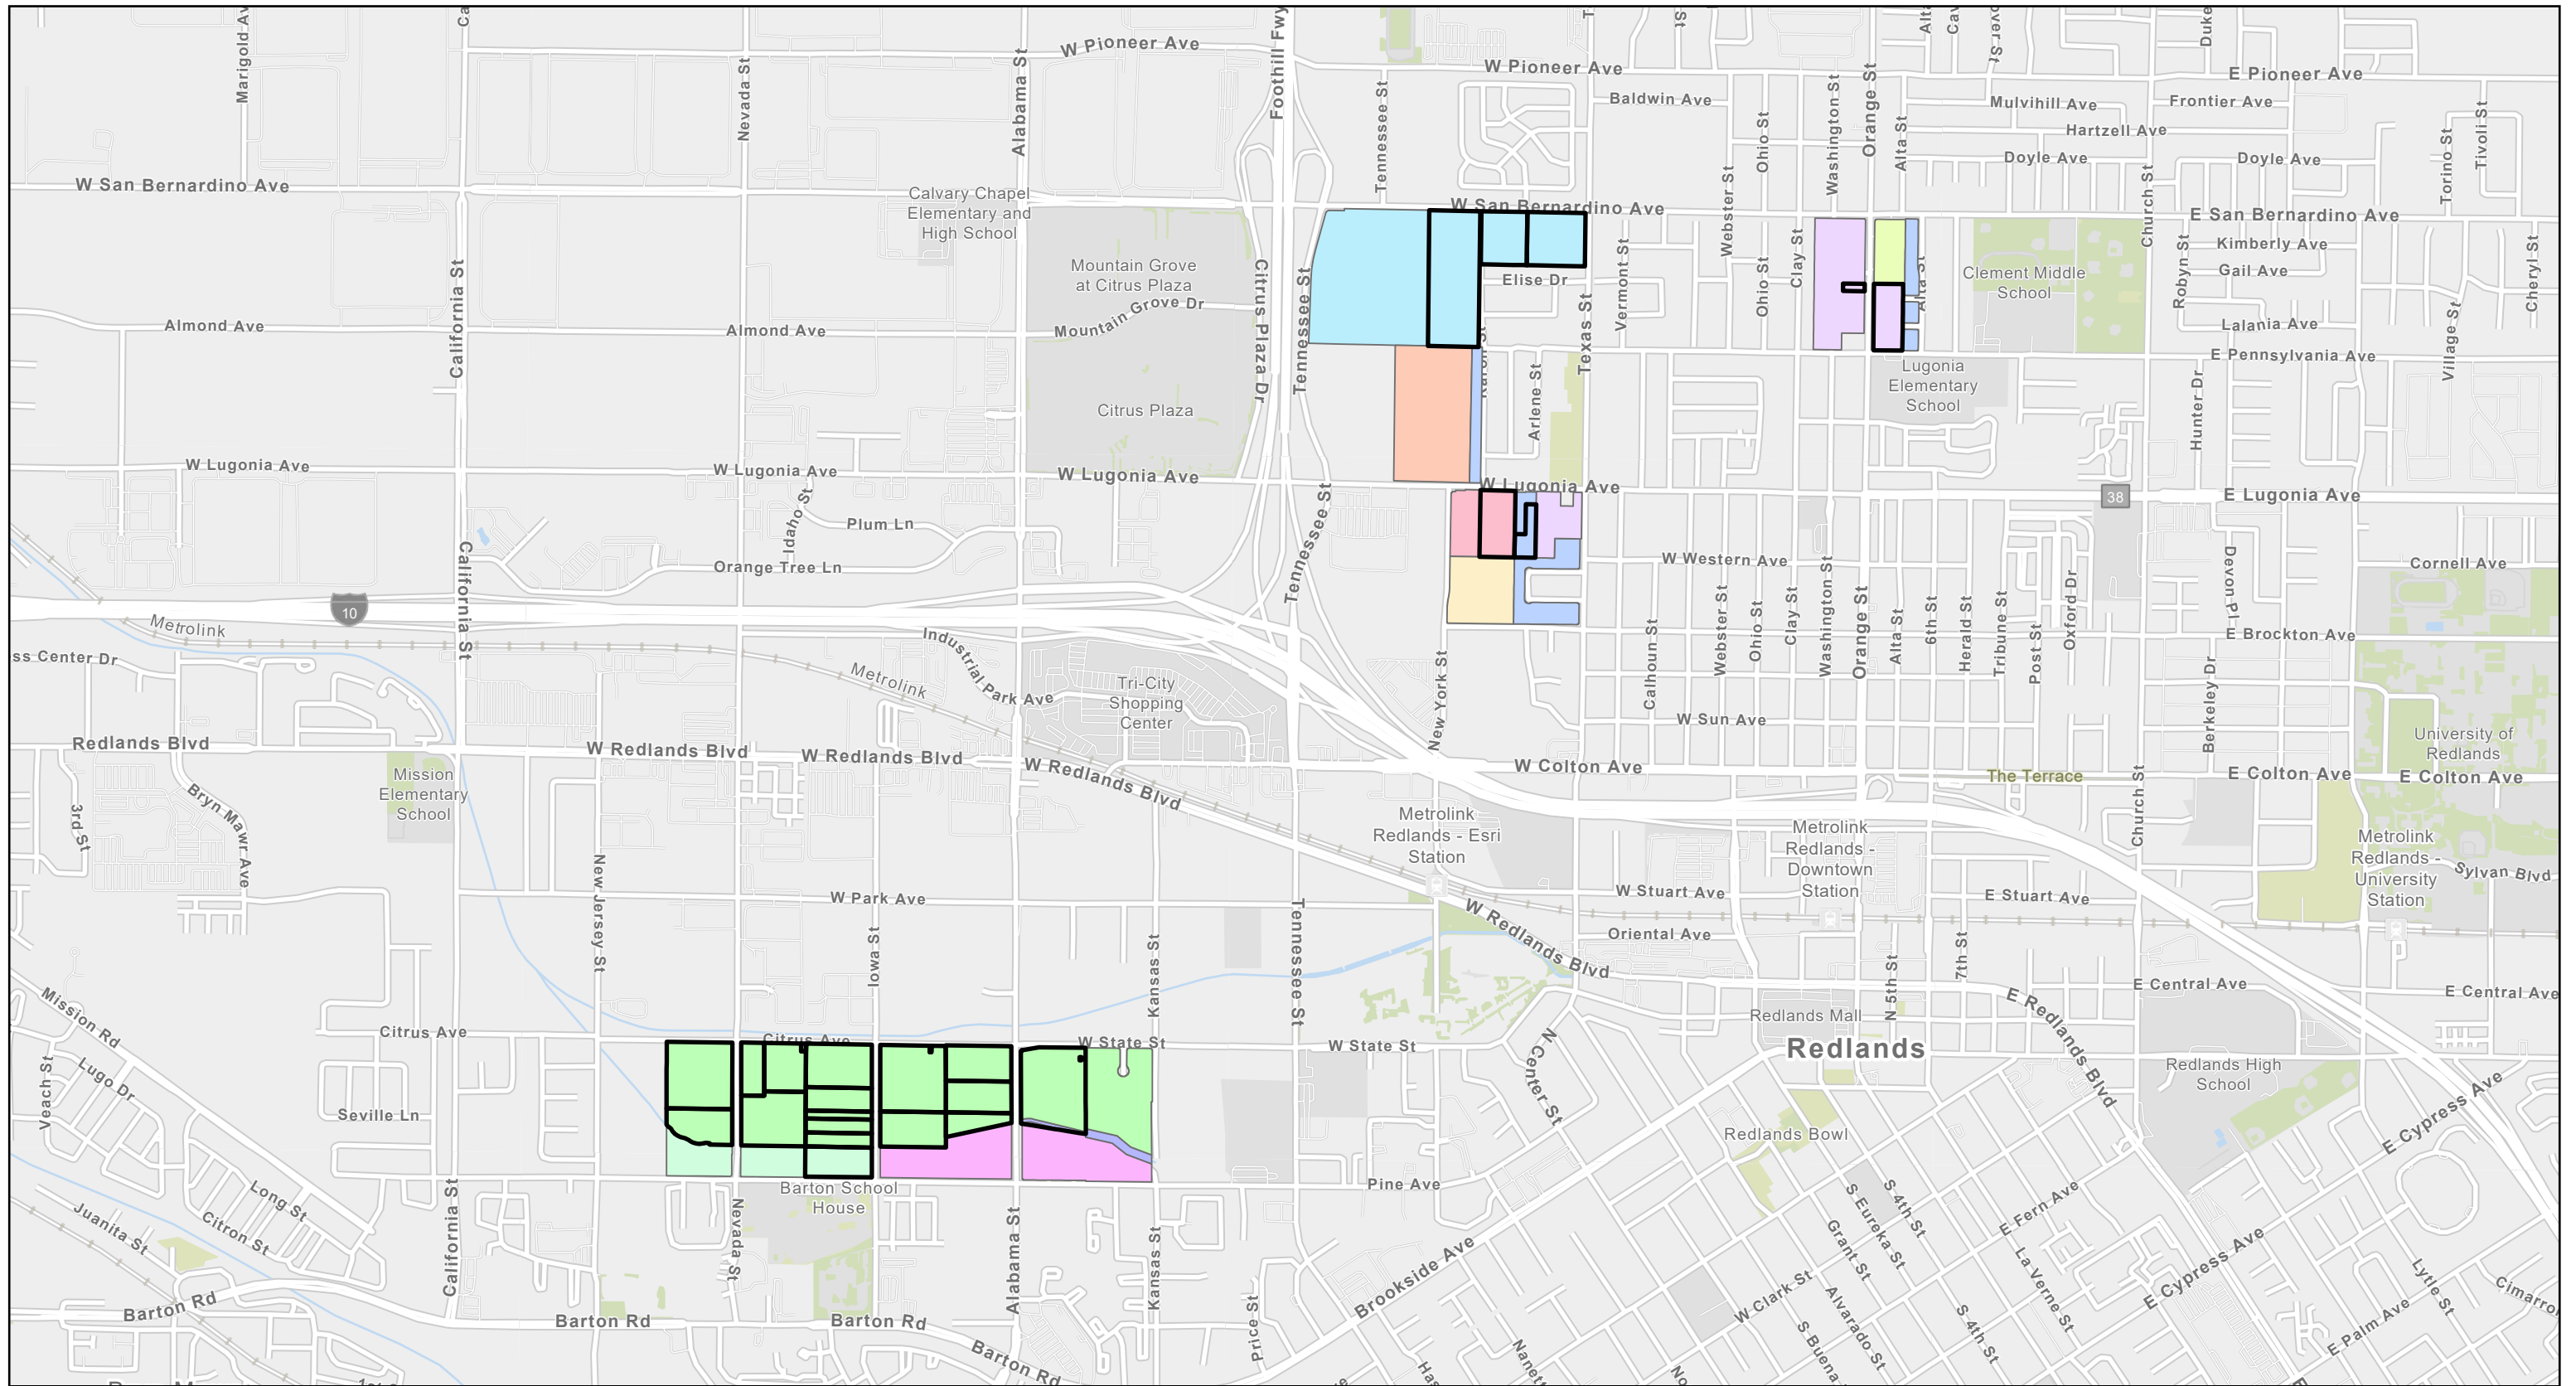 Marigold Av
Nevada St
Alabama St
W Pioneer Ave
Foothill Fwy
W Pioneer Ave
E Pioneer Ave
Tennessee St
Baldwin Ave
Ohio St
Washington St
Orange St
Alta St
Mulvihill Ave
Frontier Ave
Hartzell Ave
Doyle Ave
Doyle Ave
Duke
Torino St
Tivoli St
W San Bernardino Ave
Calvary Chapel
Elementary and
High School
W San Bernardino Ave
E San Bernardino Ave
Webster St
Church St
Kimberly Ave
Gail Ave
Robyn St
Cheryl St
Clement Middle
School
Mountain Grove
at Citrus Plaza
Mountain Grove Dr
Citrus Plaza Dr
Tennessee St
Elise Dr
Vermont St
Ohio St
Clay St
Alta St
Texas St
California St
Almond Ave
Almond Ave
Lalania Ave
E Pennsylvania Ave
Village St
Citrus Plaza
Arlene St
Lugonia
Elementary
School
Hunter Dr
W Lugonia Ave
W Lugonia Ave
W Lugonia Ave
W Lugonia Ave
38
E Lugonia Ave
Idaho St
Plum Ln
Orange Tree Ln
Tennessee St
W Western Ave
Cornell Ave
California St
10
Metrolink
Devon Pl
E Brockton Ave
ss Center Dr
Industrial Park Ave
Metrolink
Tri-City
Shopping
Center
New York St
Calhoun St
Webster St
Ohio St
Clay St
Washington St
Orange St
Alta St
6th St
Herald St
Tribune St
Post St
Oxford Dr
Berkeley Dr
W Sun Ave
University of
Redlands
Redlands Blvd
W Redlands Blvd
W Redlands Blvd
W Redlands Blvd
W Colton Ave
The Terrace
E Colton Ave
E Colton Ave
Mission
Elementary
School
3rd St
Bryn Mawr Ave
Metrolink
Redlands - Esri
Station
Metrolink
Redlands -
Downtown
Station
Church St
Metrolink
Redlands -
University
Station
Sylvan Blvd
New Jersey St
W Park Ave
W Stuart Ave
E Stuart Ave
W Redlands Blvd
Oriental Ave
Iowa St
Kansas St
Tennessee St
N 5th St
7th St
E Central Ave
E Central Ave
Mission Rd
Citrus Ave
Citrus Ave
W State St
W State St
N Center St
Redlands Mall
Redlands
E Redlands Blvd
Redlands High
School
E Cypress Ave
Veach St
Lugo Dr
Seville Ln
Redlands Bowl
Barton School
House
Pine Ave
Long St
Citron St
Juanita St
California St
Nevada St
Alabama St
Kansas St
Brookside Ave
S 4th St
S Eureka St
Grant St
E Fern Ave
La Verne St
E Cypress Ave
Lytle St
Cimarro
Barton Rd
Barton Rd
Barton Rd
Barton Rd
Price St
W Clark St
Alvarado St
S 4th St
E Palm Ave
S Buena
Nanett
Has
No